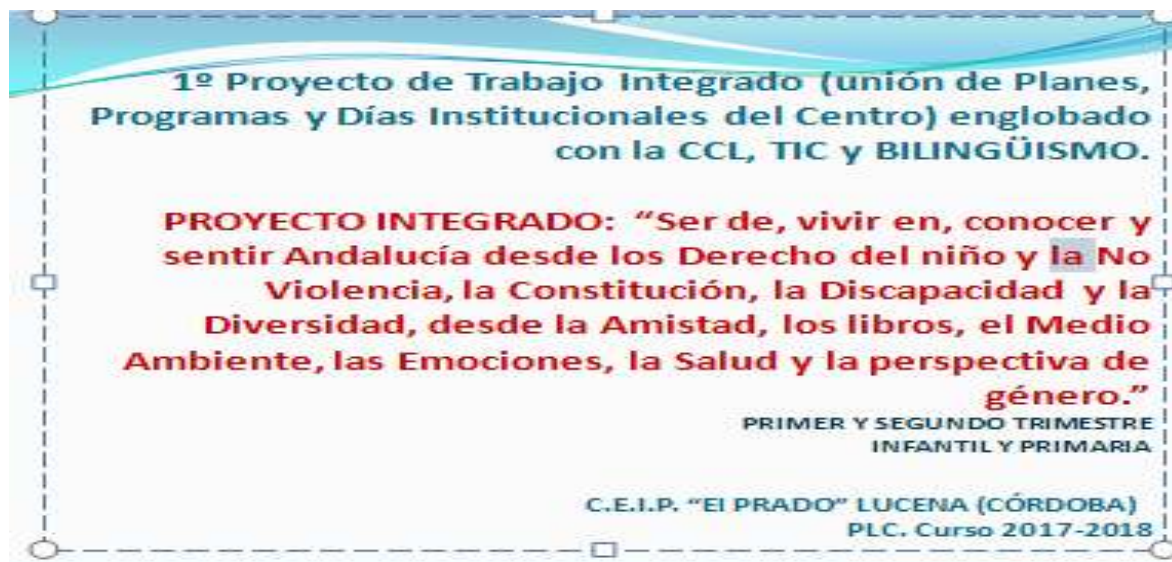 1º Proyecto de Trabajo Integrado (unión de Planes,
Programas y Días Institucionales del Centro) englobado
con la CCL, TIC y BILINGÜISMO.
PROYECTO INTEGRADO: “Ser de, vivir en, conocer y
sentir Andalucía desde los Derecho del niño y la No
Violencia, la Constitución, la Discapacidad y la
Diversidad, desde la Amistad, los libros, el Medio
Ambiente, las Emociones, la Salud y la perspectiva de
género.”
PRIMER Y SEGUNDO TRIMESTRE
INFANTIL Y PRIMARIA
C.E.I.P. “El PRADO” LUCENA (CÓRDOBA)
PLC. Curso 2017-2018